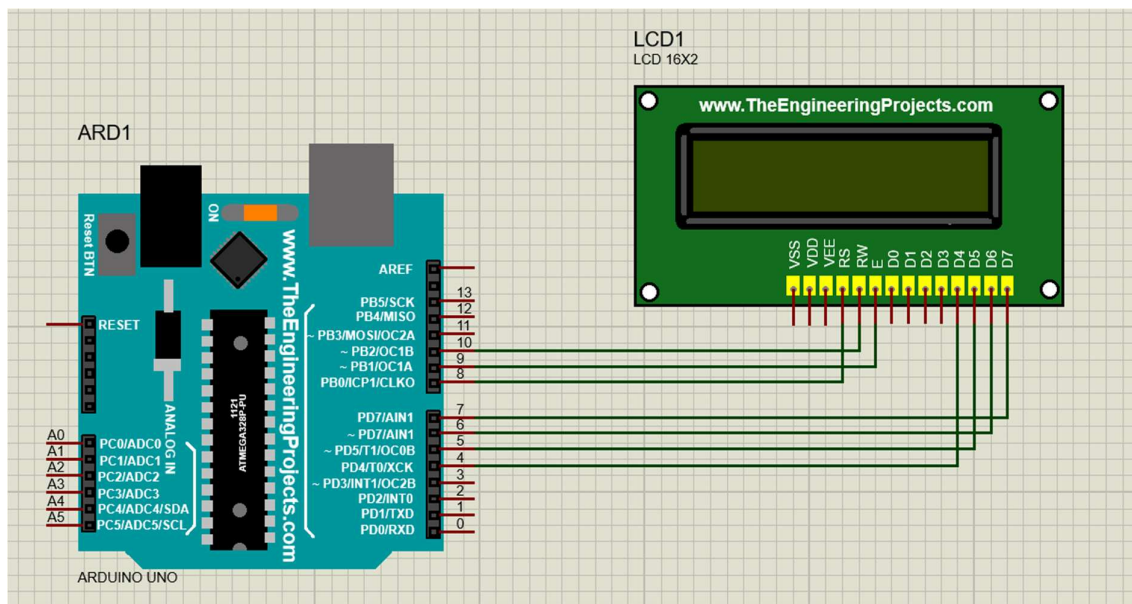 LCD1
LCD 16X2
www.TheEngineeringProjects.com
VSS
VDD
VEE
RS
RW
E
D0
D1
D2
D3
D4
D5
D6
D7
ARD1
Reset BTN
ON
www.TheEngineeringProjects.com
RESET
ANALOG IN
1121
ATMEGA328P-PU
AREF
PB5/SCK 13
PB4/MISO 12
~ PB3/MOSI/OC2A 11
~ PB2/OC1B 10
~ PB1/OC1A 9
PB0/ICP1/CLKO 8
PD7/AIN1 7
~ PD7/AIN1 6
~ PD5/T1/OC0B 5
PD4/T0/XCK 4
~ PD3/INT1/OC2B 3
PD2/INT0 2
PD1/TXD 1
PD0/RXD 0
A0 PC0/ADC0
A1 PC1/ADC1
A2 PC2/ADC2
A3 PC3/ADC3
A4 PC4/ADC4/SDA
A5 PC5/ADC5/SCL
ARDUINO UNO